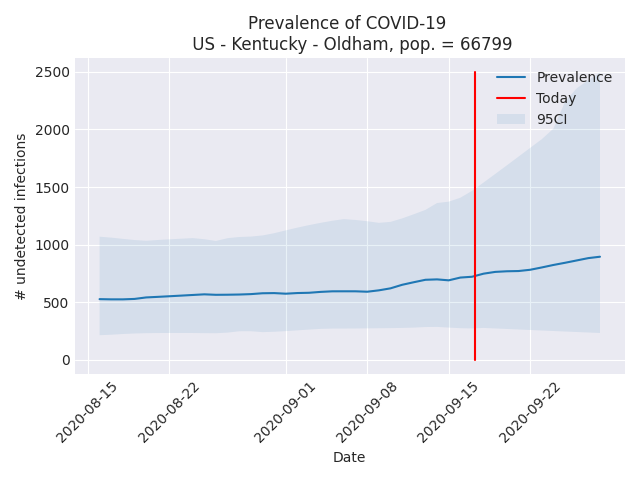 Prevalence of COVID-19
US - Kentucky - Oldham, pop. = 66799
2500
2000
1500
1000
500
0
# undetected infections
Prevalence
Today
95CI
2020-08-15
2020-08-22
2020-09-01
2020-09-08
2020-09-15
2020-09-22
Date